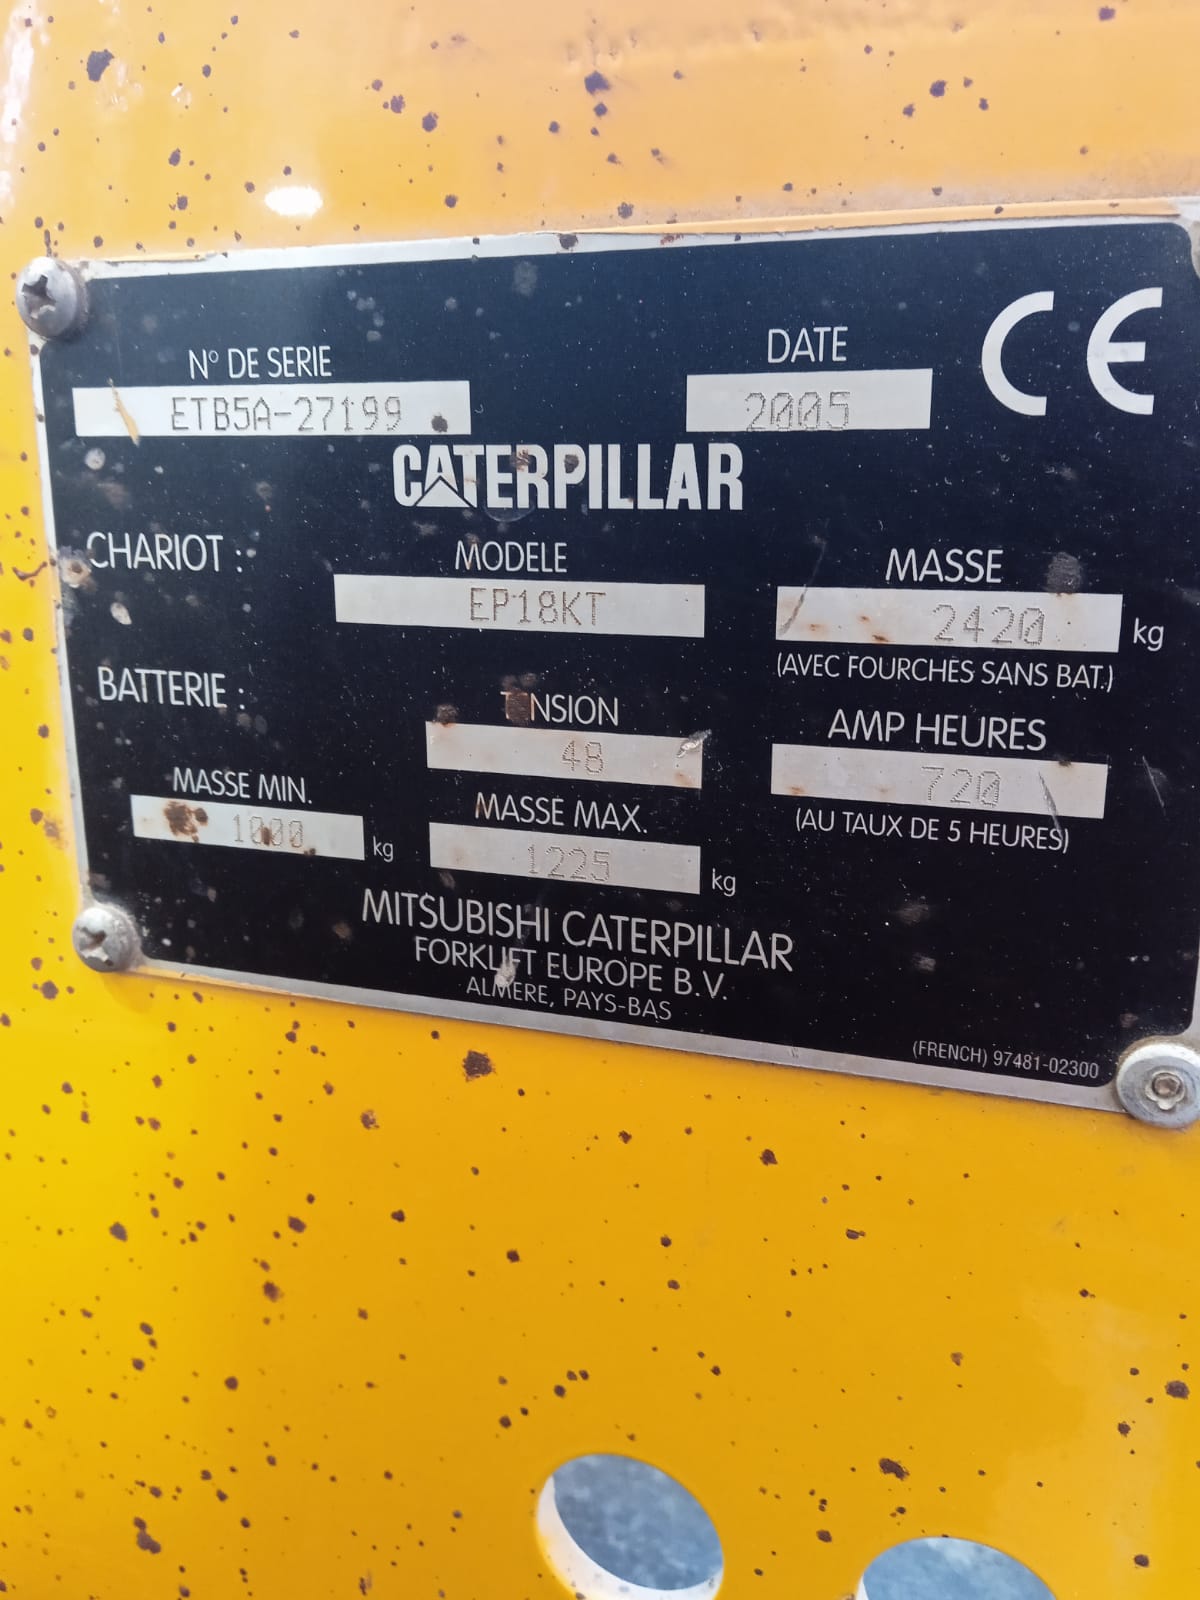 N° DE SERIE
DATE
CE
ETB5A-27199
2005
CATERPILLAR
CHARIOT :
MODELE
MASSE
EP18KT
2420 kg
(AVEC FOURCHES SANS BAT.)
BATTERIE :
TENSION
AMP HEURES
48
720
MASSE MIN.
MASSE MAX.
(AU TAUX DE 5 HEURES)
1000 kg
1225 kg
MITSUBISHI CATERPILLAR
FORKLIFT EUROPE B.V.
ALMERE, PAYS-BAS
(FRENCH) 97481-02300